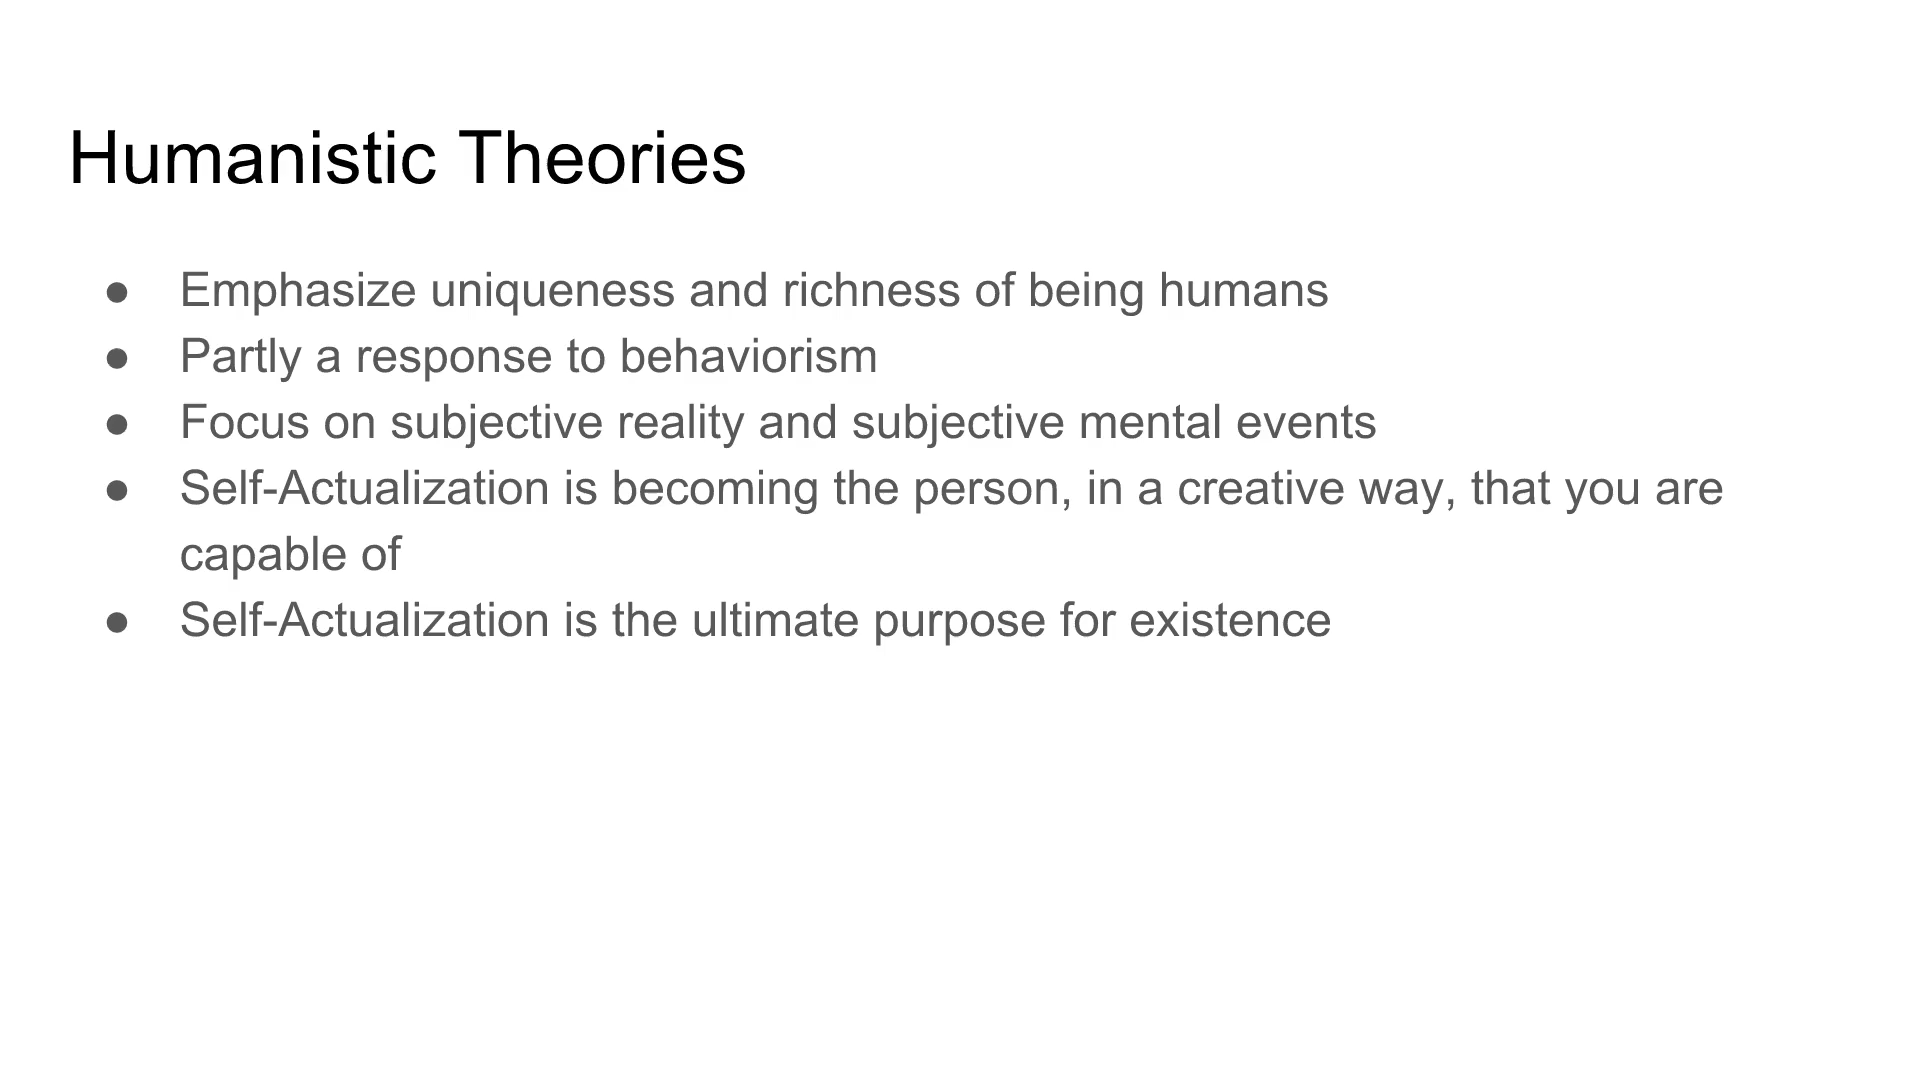 Humanistic Theories
● Emphasize uniqueness and richness of being humans
● Partly a response to behaviorism
● Focus on subjective reality and subjective mental events
● Self-Actualization is becoming the person, in a creative way, that you are
capable of
● Self-Actualization is the ultimate purpose for existence